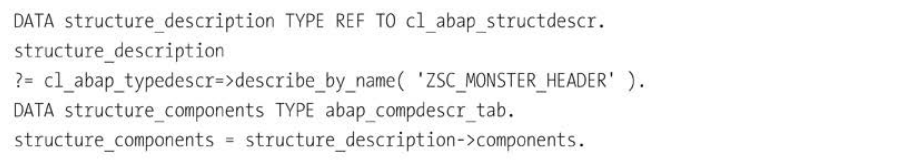 DATA structure_description TYPE REF TO cl_abap_structdescr.
structure_description
?= cl_abap_typedescr=>describe_by_name( 'ZSC_MONSTER_HEADER' ).
DATA structure_components TYPE abap_compdescr_tab.
structure_components = structure_description->components.